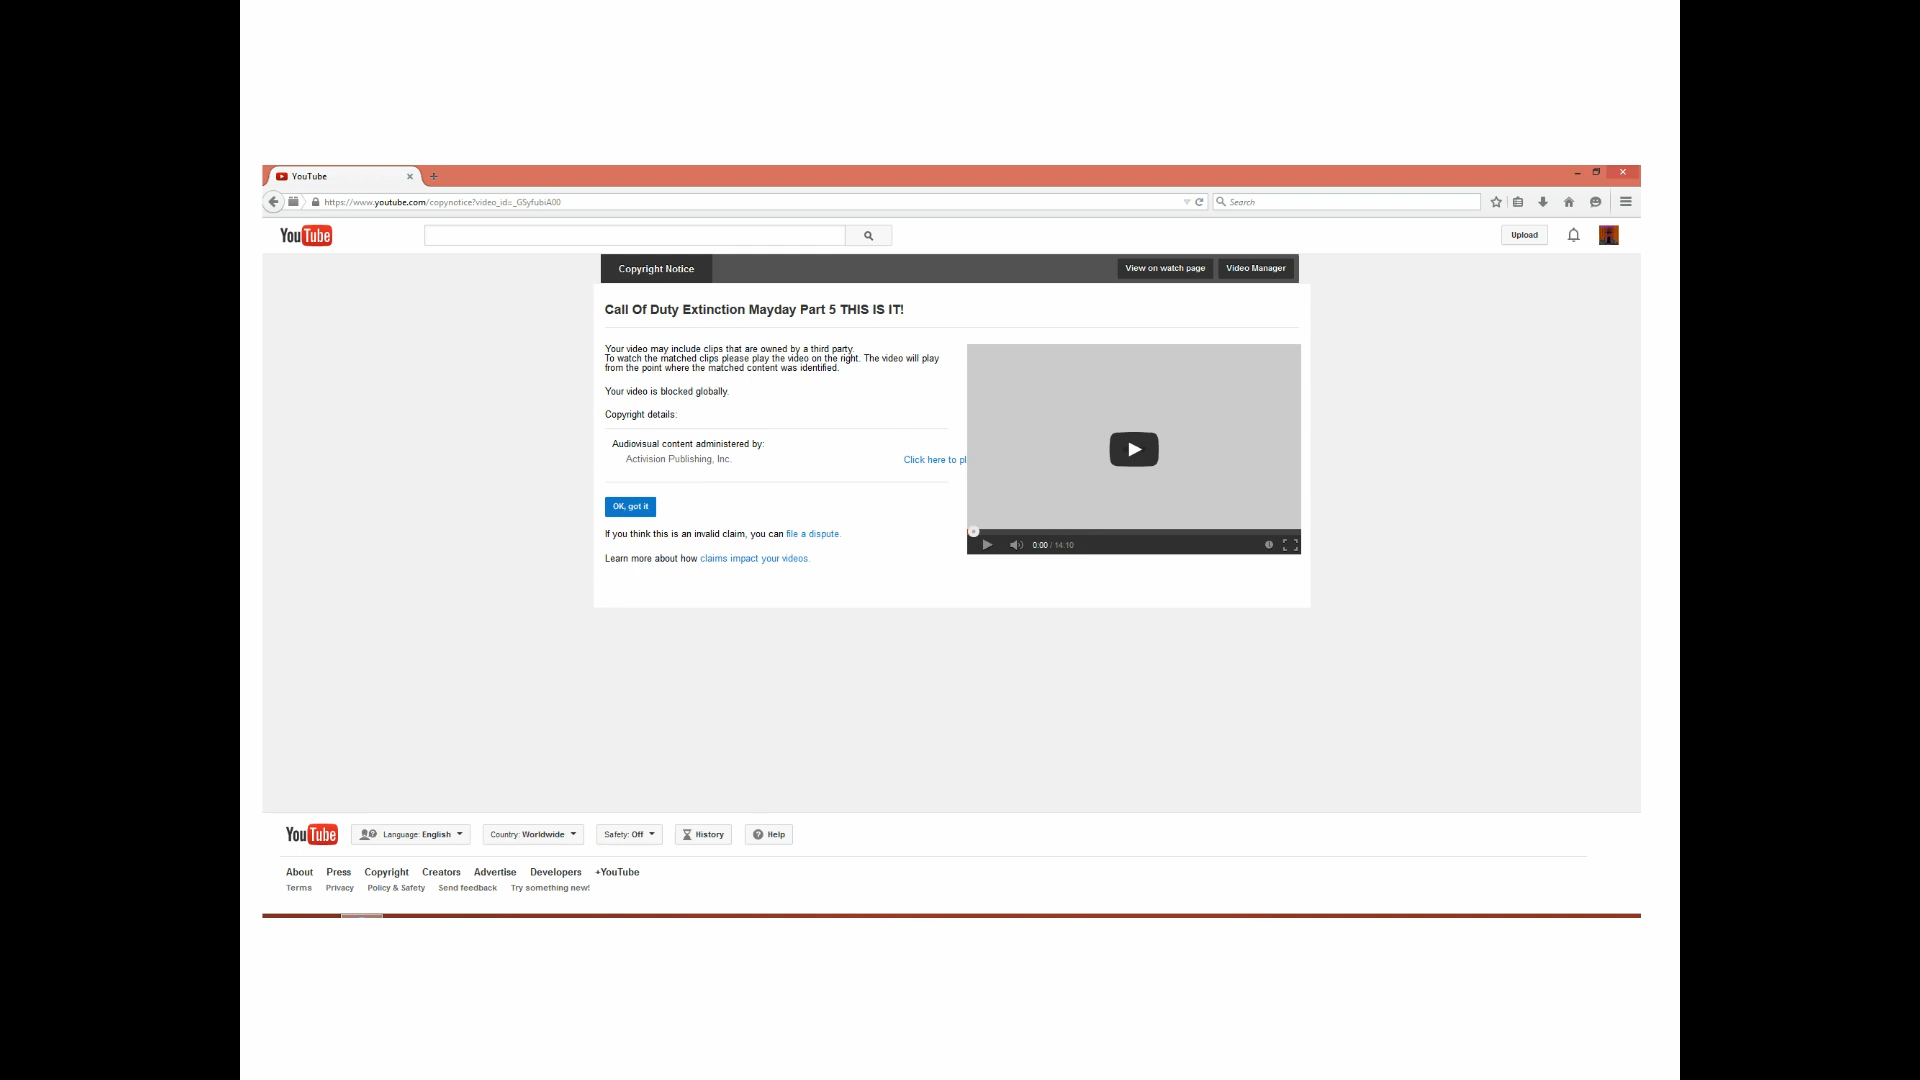 YouTube
https://www.youtube.com/copynotice?video_id=_G5yfubiA00
Search
YouTube
Upload
Copyright Notice
View on watch page
Video Manager
Call Of Duty Extinction Mayday Part 5 THIS IS IT!
Your video may include clips that are owned by a third party.
To watch the matched clips please play the video on the right. The video will play
from the point where the matched content was identified.
Your video is blocked globally.
Copyright details:
Audiovisual content administered by:
Activision Publishing, Inc.
Click here to pl
OK, got it
If you think this is an invalid claim, you can file a dispute.
Learn more about how claims impact your videos.
0:00 / 14:10
YouTube
Language: English
Country: Worldwide
Safety: Off
History
Help
About Press Copyright Creators Advertise Developers +YouTube
Terms Privacy Policy & Safety Send feedback Try something new!